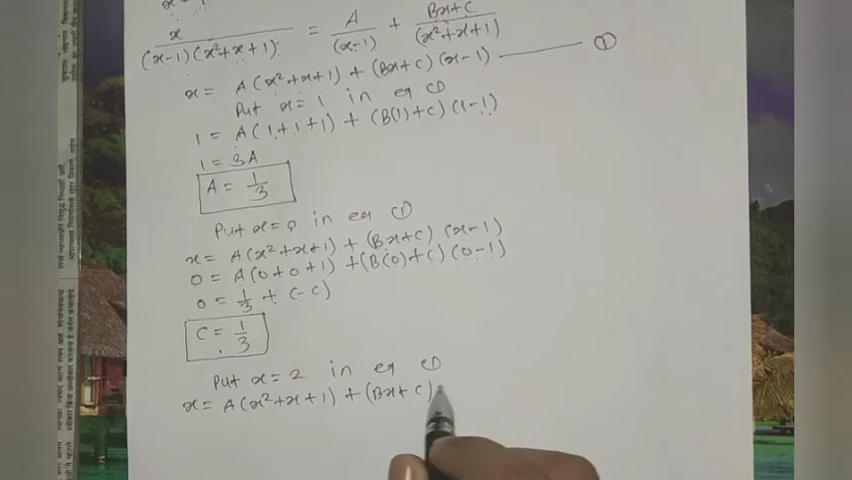 x/((x-1)(x²+x+1)) = A/(x-1) + (Bx+C)/(x²+x+1)
x = A(x²+x+1) + (Bx+C)(x-1) ——— ①
Put x=1 in eq ①
1 = A(1+1+1) + (B(1)+C)(1-1)
1 = 3A
A = 1/3
Put x=0 in eq ①
x = A(x²+x+1) + (Bx+C)(x-1)
0 = A(0+0+1) + (B(0)+C)(0-1)
0 = 1/3 + (-C)
C = 1/3
Put x=2 in eq ①
x = A(x²+x+1) + (Bx+C)